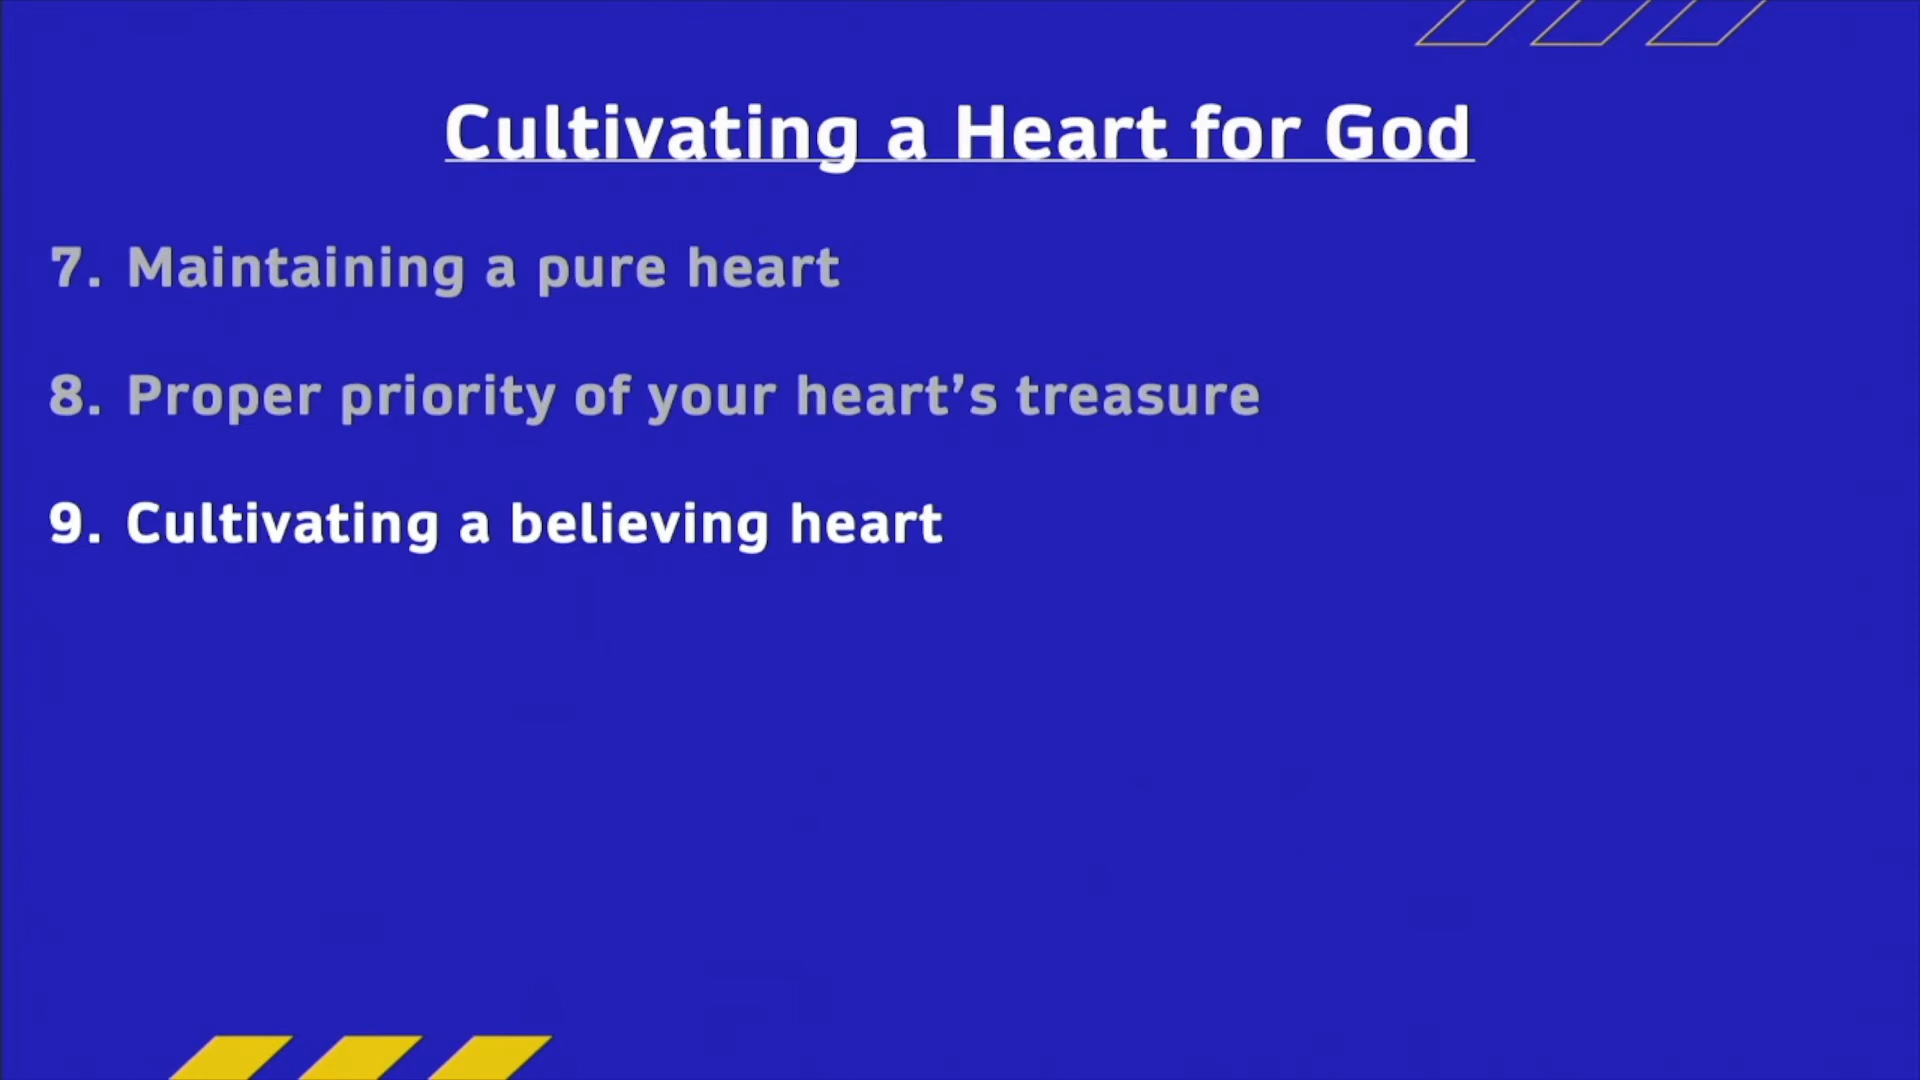 Cultivating a Heart for God
7. Maintaining a pure heart
8. Proper priority of your heart’s treasure
9. Cultivating a believing heart